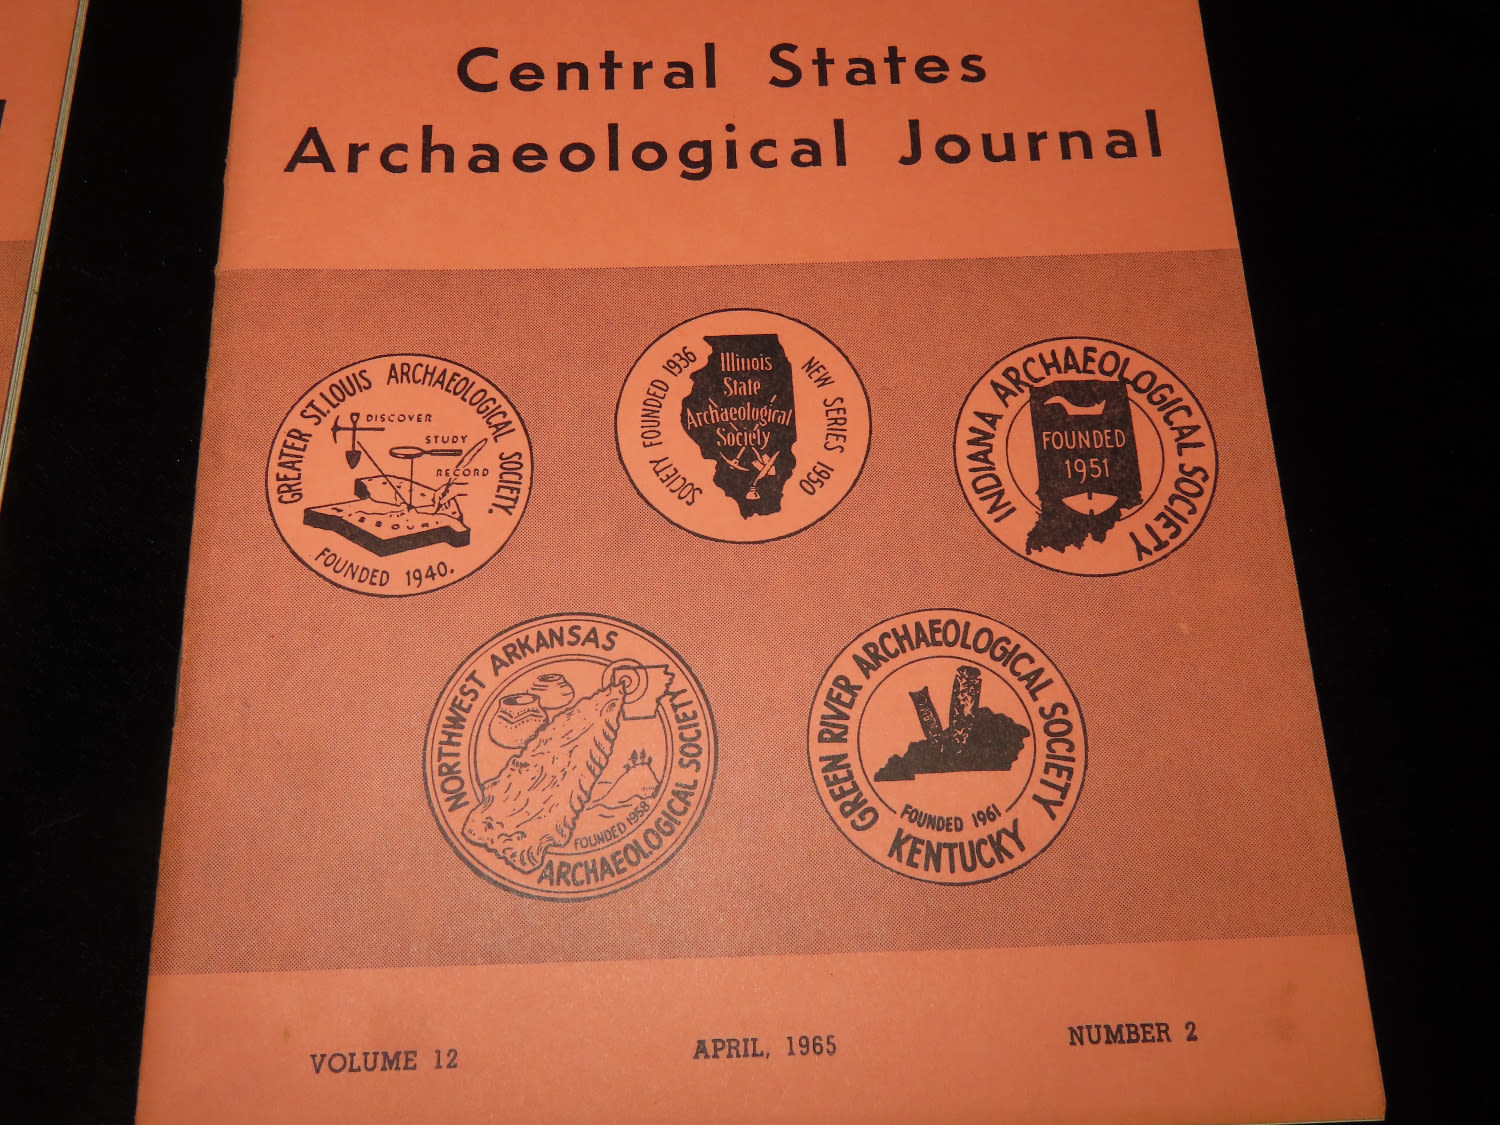 Central States
Archaeological Journal
GREATER ST. LOUIS ARCHAEOLOGICAL SOCIETY.
DISCOVER
STUDY
RECORD
FOUNDED 1940.
SOCIETY FOUNDED 1936
Illinois
State
Archaeological
Society
NEW SERIES 1950
INDIANA ARCHAEOLOGICAL SOCIETY
FOUNDED
1951
NORTHWEST ARKANSAS
ARCHAEOLOGICAL SOCIETY
FOUNDED 1958
GREEN RIVER ARCHAEOLOGICAL SOCIETY
FOUNDED 1961
KENTUCKY
VOLUME 12
APRIL, 1965
NUMBER 2